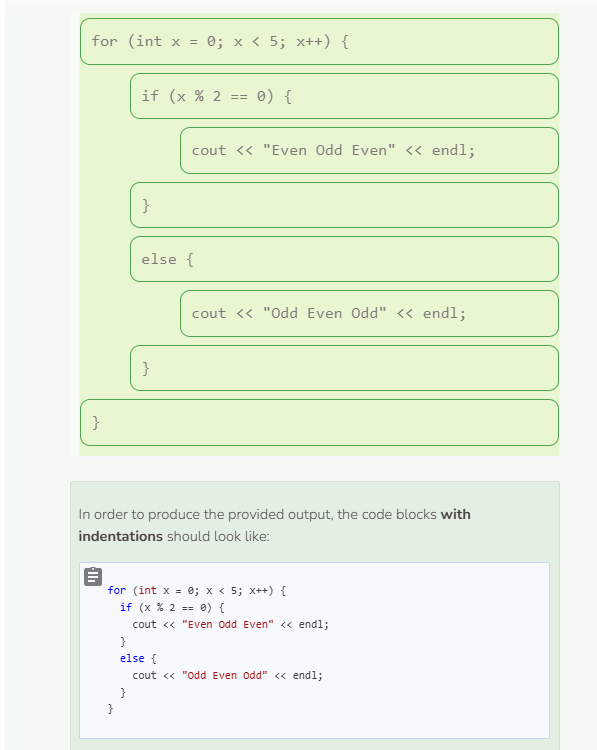 for (int x = 0; x < 5; x++) {
if (x % 2 == 0) {
cout << "Even Odd Even" << endl;
}
else {
cout << "Odd Even Odd" << endl;
}
}
In order to produce the provided output, the code blocks with
indentations should look like:
for (int x = 0; x < 5; x++) {
  if (x % 2 == 0) {
    cout << "Even Odd Even" << endl;
  }
  else {
    cout << "Odd Even Odd" << endl;
  }
}